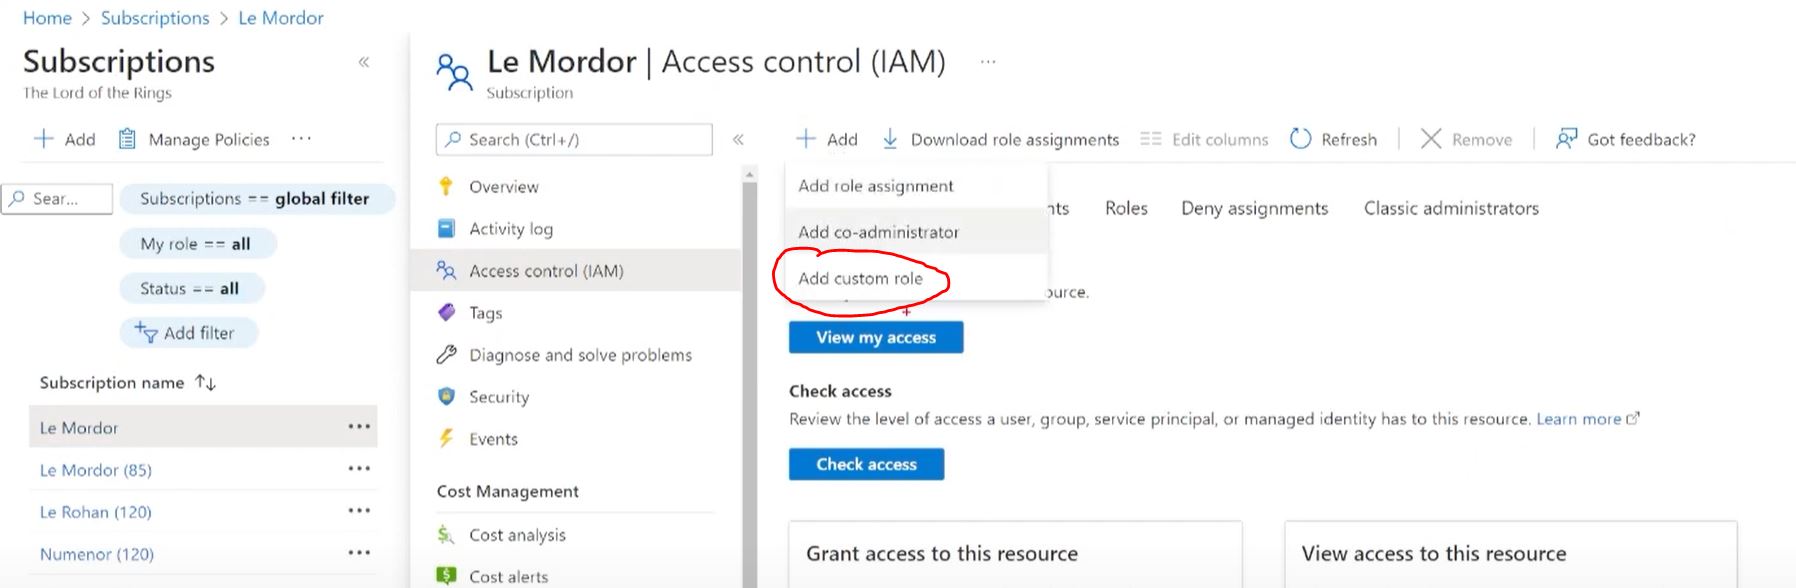 Home > Subscriptions > Le Mordor
Subscriptions
The Lord of the Rings
Add
Manage Policies
Sear...
Subscriptions == global filter
My role == all
Status == all
Add filter
Subscription name
Le Mordor
Le Mordor (85)
Le Rohan (120)
Numenor (120)
Le Mordor | Access control (IAM)
Subscription
Search (Ctrl+/)
Overview
Activity log
Access control (IAM)
Tags
Diagnose and solve problems
Security
Events
Cost Management
Cost analysis
Cost alerts
Add
Download role assignments
Edit columns
Refresh
Remove
Got feedback?
Add role assignment
Add co-administrator
Add custom role
nts
Roles
Deny assignments
Classic administrators
ource.
View my access
Check access
Review the level of access a user, group, service principal, or managed identity has to this resource. Learn more
Check access
Grant access to this resource
View access to this resource